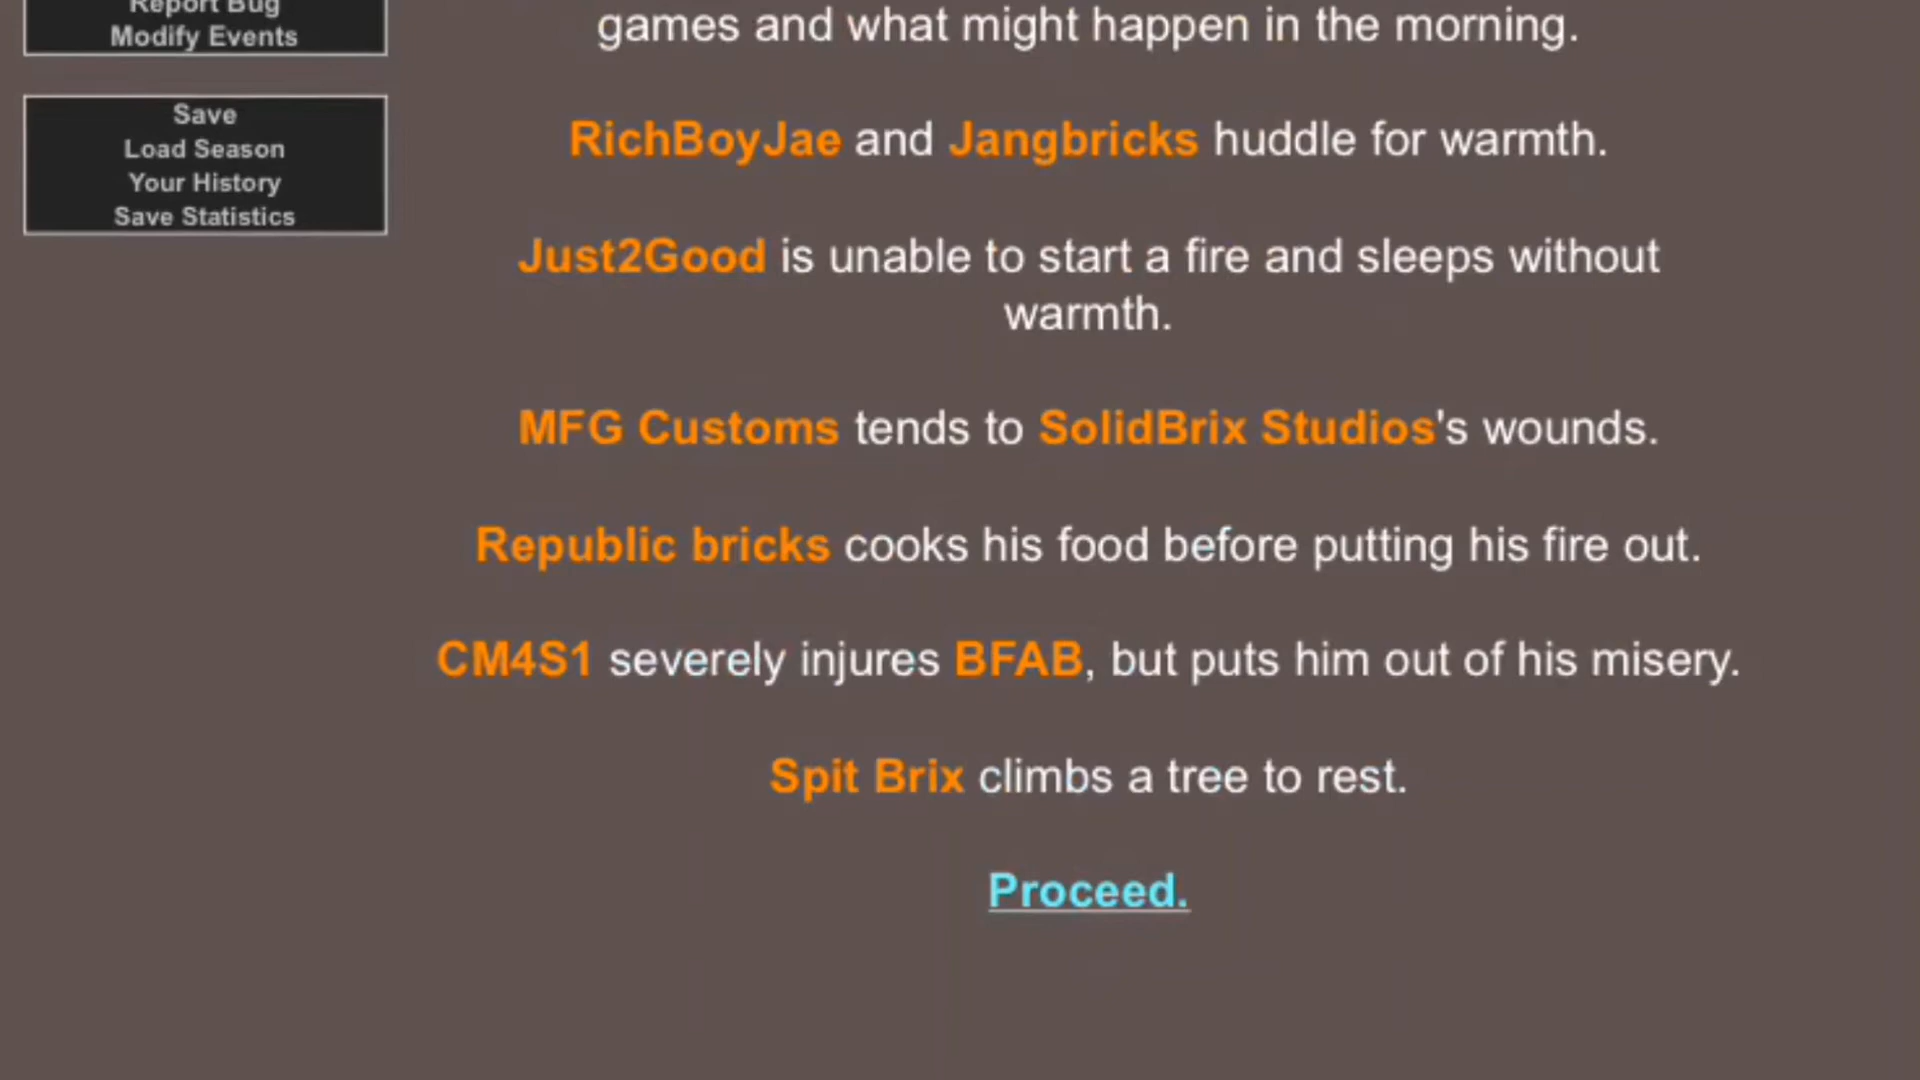 Report Bug
Modify Events
Save
Load Season
Your History
Save Statistics
games and what might happen in the morning.
RichBoyJae and Jangbricks huddle for warmth.
Just2Good is unable to start a fire and sleeps without
warmth.
MFG Customs tends to SolidBrix Studios's wounds.
Republic bricks cooks his food before putting his fire out.
CM4S1 severely injures BFAB, but puts him out of his misery.
Spit Brix climbs a tree to rest.
Proceed.